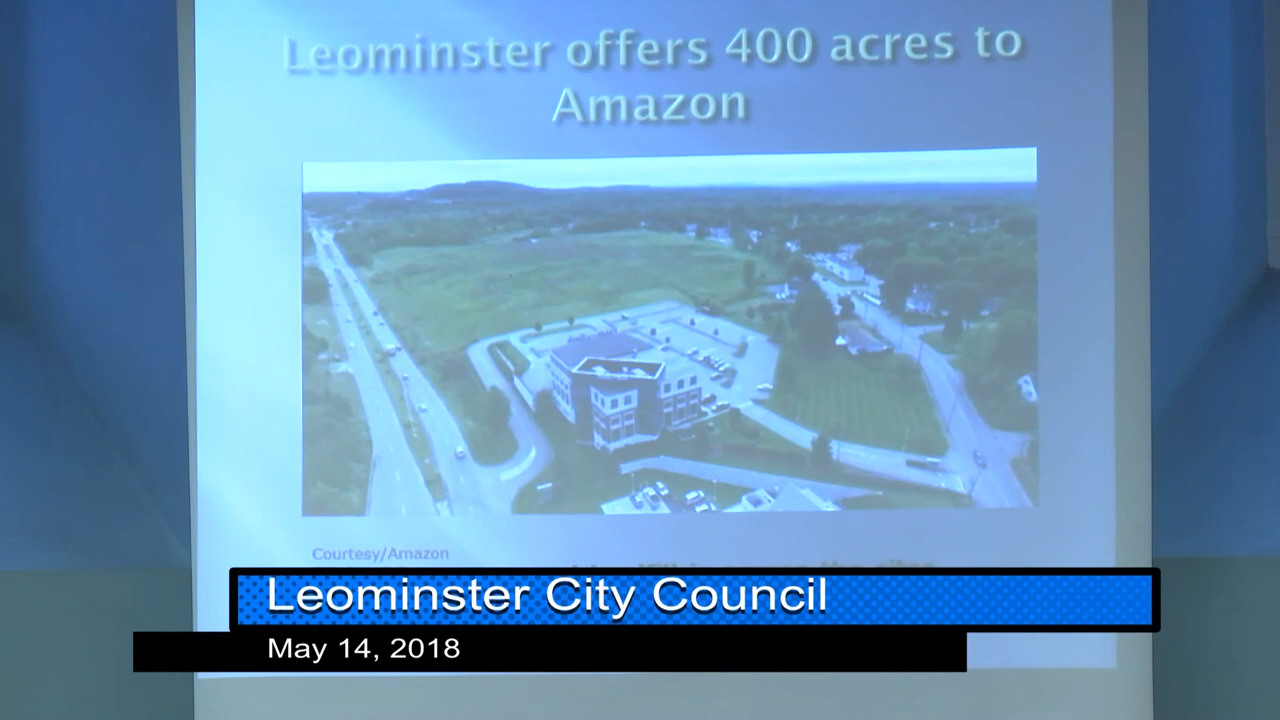 Leominster offers 400 acres to
Amazon
Courtesy/Amazon
Leominster City Council
May 14, 2018